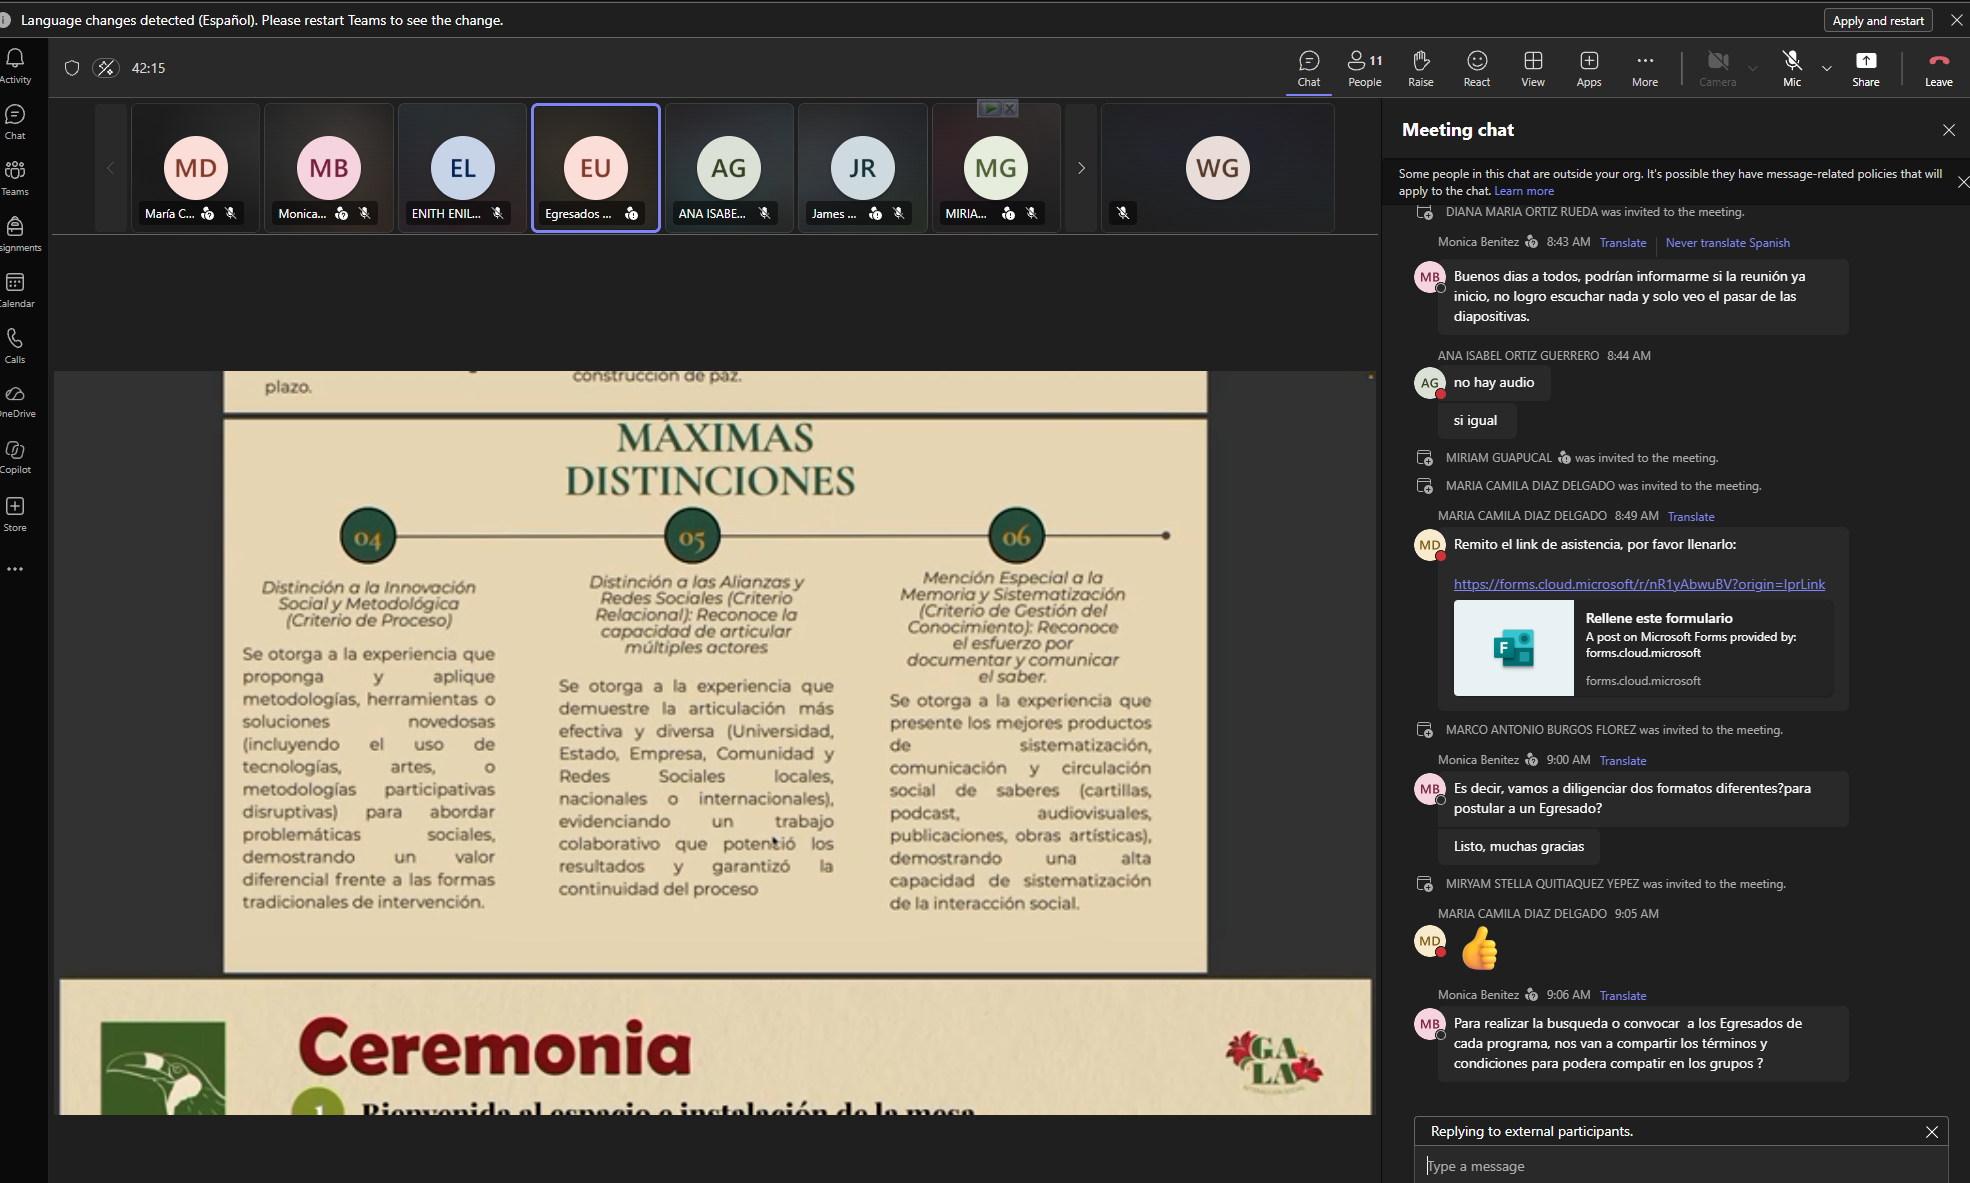 Language changes detected (Español). Please restart Teams to see the change.
Apply and restart
Activity
Chat
Teams
signments
Calendar
Calls
OneDrive
Copilot
Store
42:15
Chat
People
11
Raise
React
View
Apps
More
Camera
Mic
Share
Leave
MD
María C...
MB
Monica...
EL
ENITH ENIL...
EU
Egresados ...
AG
ANA ISABE...
JR
James ...
MG
MIRIA...
WG
plazo.
construcción de paz.
MÁXIMAS
DISTINCIONES
04
Distinción a la Innovación
Social y Metodológica
(Criterio de Proceso)
Se otorga a la experiencia que
proponga y aplique
metodologías, herramientas o
soluciones novedosas
(incluyendo el uso de
tecnologías, artes, o
metodologías participativas
disruptivas) para abordar
problemáticas sociales,
demostrando un valor
diferencial frente a las formas
tradicionales de intervención.
05
Distinción a las Alianzas y
Redes Sociales (Criterio
Relacional): Reconoce la
capacidad de articular
múltiples actores
Se otorga a la experiencia que
demuestre la articulación más
efectiva y diversa (Universidad,
Estado, Empresa, Comunidad y
Redes Sociales locales,
nacionales o internacionales),
evidenciando un trabajo
colaborativo que potenció los
resultados y garantizó la
continuidad del proceso
06
Mención Especial a la
Memoria y Sistematización
(Criterio de Gestión del
Conocimiento): Reconoce
el esfuerzo por
documentar y comunicar
el saber.
Se otorga a la experiencia que
presente los mejores productos
de sistematización,
comunicación y circulación
social de saberes (cartillas,
podcast, audiovisuales,
publicaciones, obras artísticas),
demostrando una alta
capacidad de sistematización
de la interacción social.
Ceremonia
GA
LA
1
Bienvenida al espacio e instalación de la mesa
Meeting chat
Some people in this chat are outside your org. It's possible they have message-related policies that will
apply to the chat. Learn more
DIANA MARIA ORTIZ RUEDA was invited to the meeting.
Monica Benitez 8:43 AM Translate Never translate Spanish
MB
Buenos dias a todos, podrían informarme si la reunión ya
inicio, no logro escuchar nada y solo veo el pasar de las
diapositivas.
ANA ISABEL ORTIZ GUERRERO 8:44 AM
AG
no hay audio
si igual
MIRIAM GUAPUCAL was invited to the meeting.
MARIA CAMILA DIAZ DELGADO was invited to the meeting.
MARIA CAMILA DIAZ DELGADO 8:49 AM Translate
MD
Remito el link de asistencia, por favor llenarlo:
https://forms.cloud.microsoft/r/nR1yAbwuBV?origin=lprLink
Rellene este formulario
A post on Microsoft Forms provided by:
forms.cloud.microsoft
forms.cloud.microsoft
F
MARCO ANTONIO BURGOS FLOREZ was invited to the meeting.
Monica Benitez 9:00 AM Translate
MB
Es decir, vamos a diligenciar dos formatos diferentes?para
postular a un Egresado?
Listo, muchas gracias
MIRYAM STELLA QUITIAQUEZ YEPEZ was invited to the meeting.
MARIA CAMILA DIAZ DELGADO 9:05 AM
MD
Monica Benitez 9:06 AM Translate
MB
Para realizar la busqueda o convocar a los Egresados de
cada programa, nos van a compartir los términos y
condiciones para podera compatir en los grupos ?
Replying to external participants.
Type a message